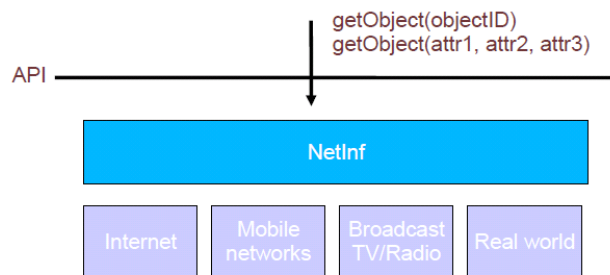 getObject(objectID)
getObject(attr1, attr2, attr3)
API
NetInf
Internet
Mobile
networks
Broadcast
TV/Radio
Real world